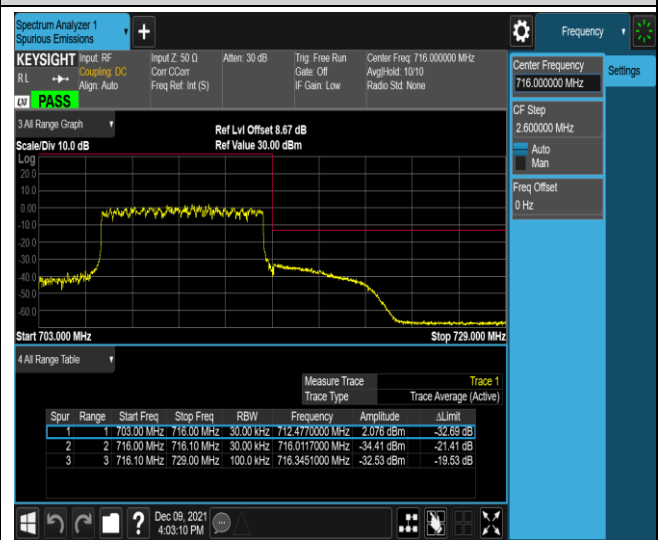 Spectrum Analyzer 1
Spurious Emissions
+
Frequency
KEYSIGHT
RL
Input: RF
Coupling: DC
Align: Auto
Input Z: 50 Ω
Corr CCorr
Freq Ref: Int (S)
Atten: 30 dB
Trig: Free Run
Gate: Off
IF Gain: Low
Center Freq: 716.000000 MHz
Avg|Hold: 10/10
Radio Std: None
LXI PASS
Center Frequency
716.000000 MHz
Settings
CF Step
2.600000 MHz
Auto
Man
Freq Offset
0 Hz
3 All Range Graph
Ref Lvl Offset 8.67 dB
Scale/Div 10.0 dB Ref Value 30.00 dBm
Log
20.0
10.0
0.00
-10.0
-20.0
-30.0
-40.0
-50.0
-60.0
Start 703.000 MHz Stop 729.000 MHz
4 All Range Table
Measure Trace Trace 1
Trace Type Trace Average (Active)
Spur Range Start Freq Stop Freq RBW Frequency Amplitude ΔLimit
1 1 703.00 MHz 716.00 MHz 30.00 kHz 712.4770000 MHz 2.076 dBm -32.69 dB
2 2 716.00 MHz 716.10 MHz 30.00 kHz 716.0117000 MHz -34.41 dBm -21.41 dB
3 3 716.10 MHz 729.00 MHz 100.0 kHz 716.3451000 MHz -32.53 dBm -19.53 dB
?
Dec 09, 2021
4:03:10 PM